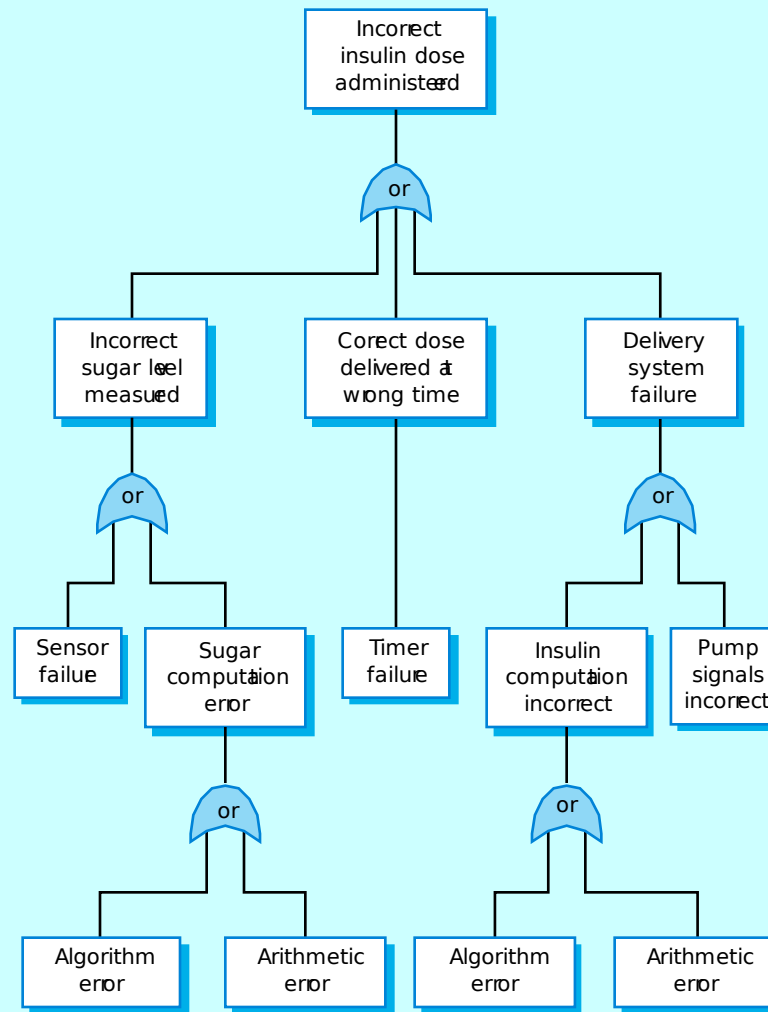 Incorrect
insulin dose
administered
or
Incorrect
sugar level
measured
Corect dose
delivered at
wrong time
Delivery
system
failure
or
or
Sensor
failure
Sugar
computation
error
Timer
failure
Insulin
computation
incorrect
Pump
signals
incorrect
or
or
Algorithm
error
Arithmetic
error
Algorithm
error
Arithmetic
error